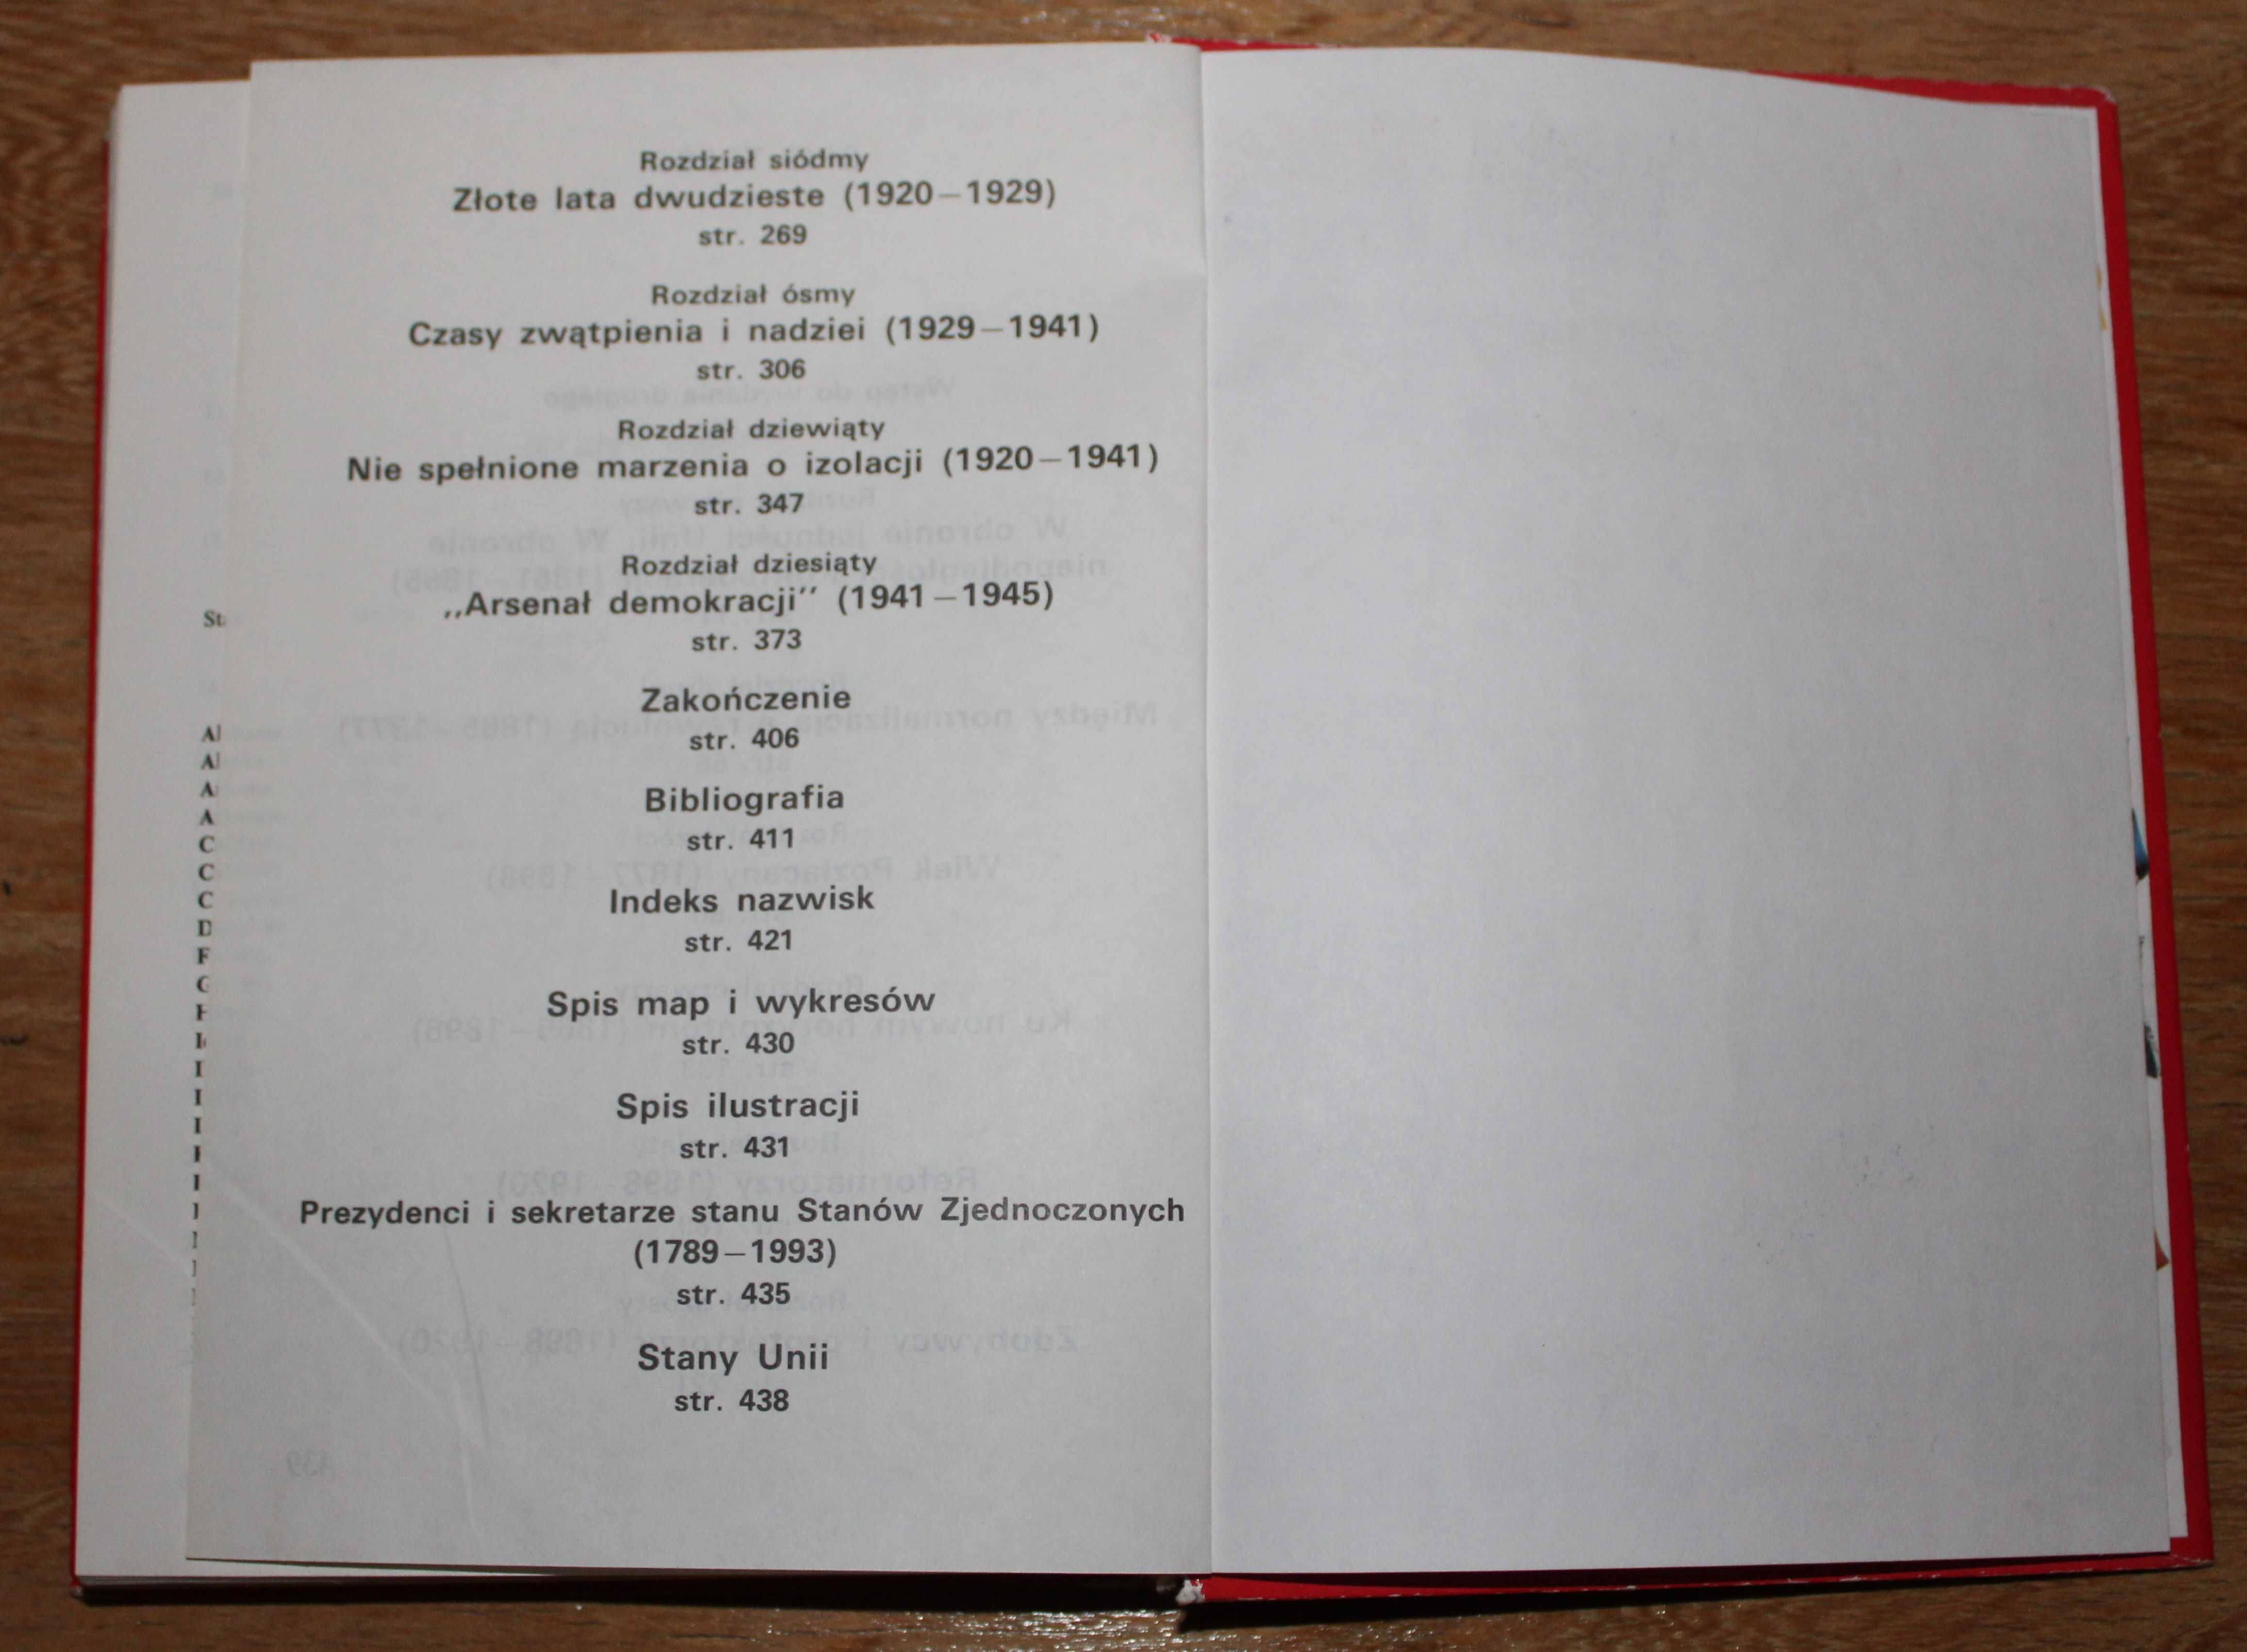 Rozdział siódmy
Złote lata dwudzieste (1920–1929)
str. 269
Rozdział ósmy
Czasy zwątpienia i nadziei (1929–1941)
str. 306
Rozdział dziewiąty
Nie spełnione marzenia o izolacji (1920–1941)
str. 347
Rozdział dziesiąty
,,Arsenał demokracji'' (1941–1945)
str. 373
Zakończenie
str. 406
Bibliografia
str. 411
Indeks nazwisk
str. 421
Spis map i wykresów
str. 430
Spis ilustracji
str. 431
Prezydenci i sekretarze stanu Stanów Zjednoczonych
(1789–1993)
str. 435
Stany Unii
str. 438